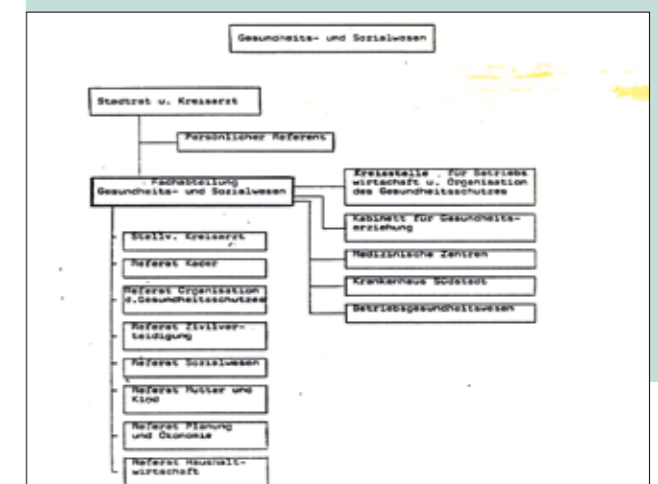 Gesundheits- und Sozialwesen
Stadtrat u. Kreisarzt
Persönlicher Referent
Fachabteilung
Gesundheits- und Sozialwesen
Kreisstelle für Betriebs
wirtschaft u. Organisation
des Gesundheitsschutzes
Kabinett für Gesundheits-
erziehung
Medizinische Zentren
Krankenhaus Südstadt
Betriebsgesundheitswesen
Stellv. Kreisarzt
Referat Kader
Referat Organisation
d.Gesundheitsschutzes
Referat Zivilver-
teidigung
Referat Sozialwesen
Referat Mutter und
Kind
Referat Planung
und Ökonomie
Referat Haushalt-
wirtschaft